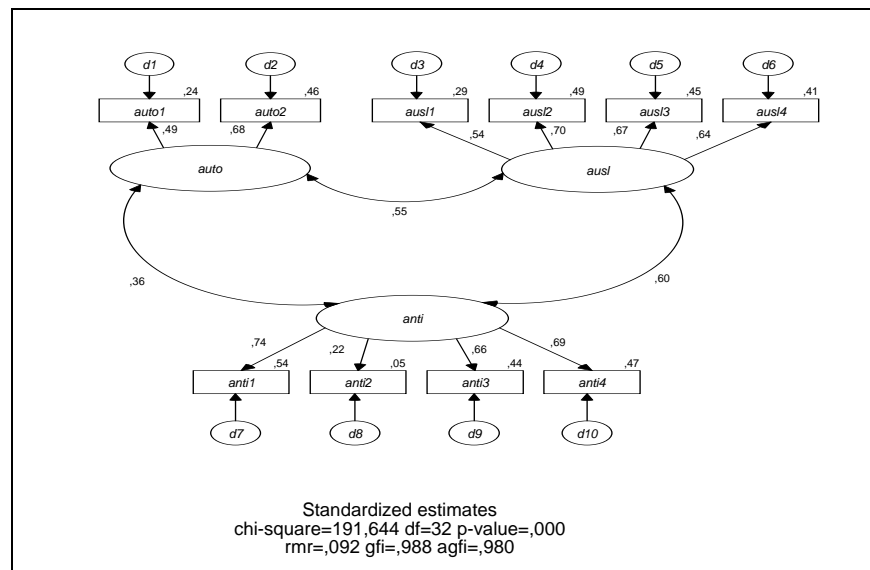 d1 d2 d3 d4 d5 d6
,24 ,46 ,29 ,49 ,45 ,41
auto1 auto2 ausl1 ausl2 ausl3 ausl4
,49 ,68 ,54 ,70 ,67 ,64
auto ausl
,55
,36 ,60
anti
,74 ,22 ,66 ,69
,54 ,05 ,44 ,47
anti1 anti2 anti3 anti4
d7 d8 d9 d10
Standardized estimates
chi-square=191,644 df=32 p-value=,000
rmr=,092 gfi=,988 agfi=,980